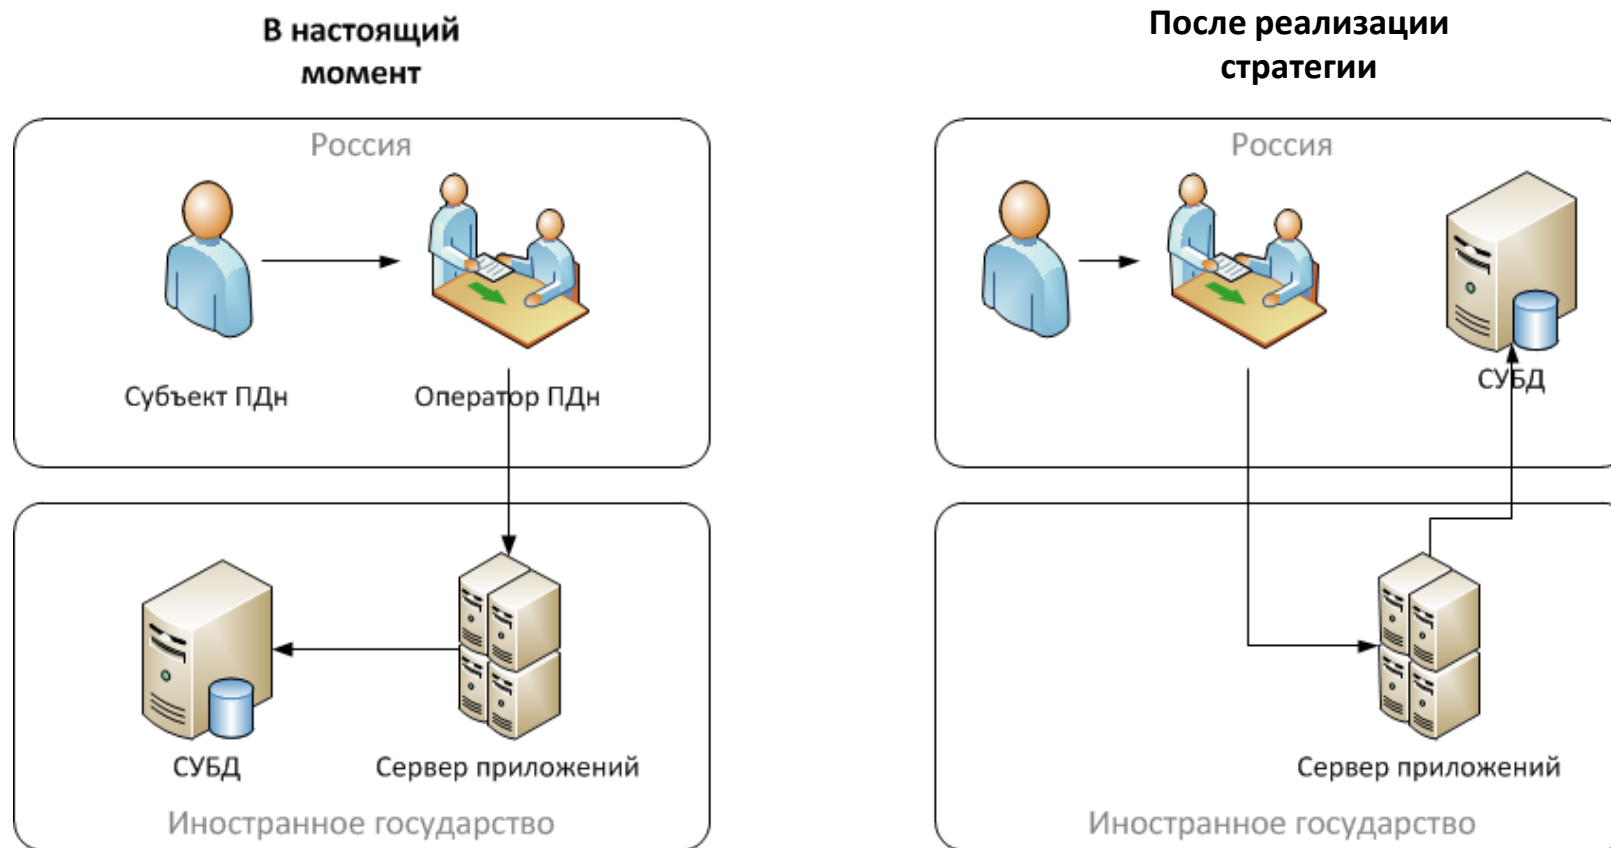 В настоящий
момент
Россия
Субъект ПДн
Оператор ПДн
СУБД
Сервер приложений
Иностранное государство
После реализации
стратегии
Россия
СУБД
Сервер приложений
Иностранное государство